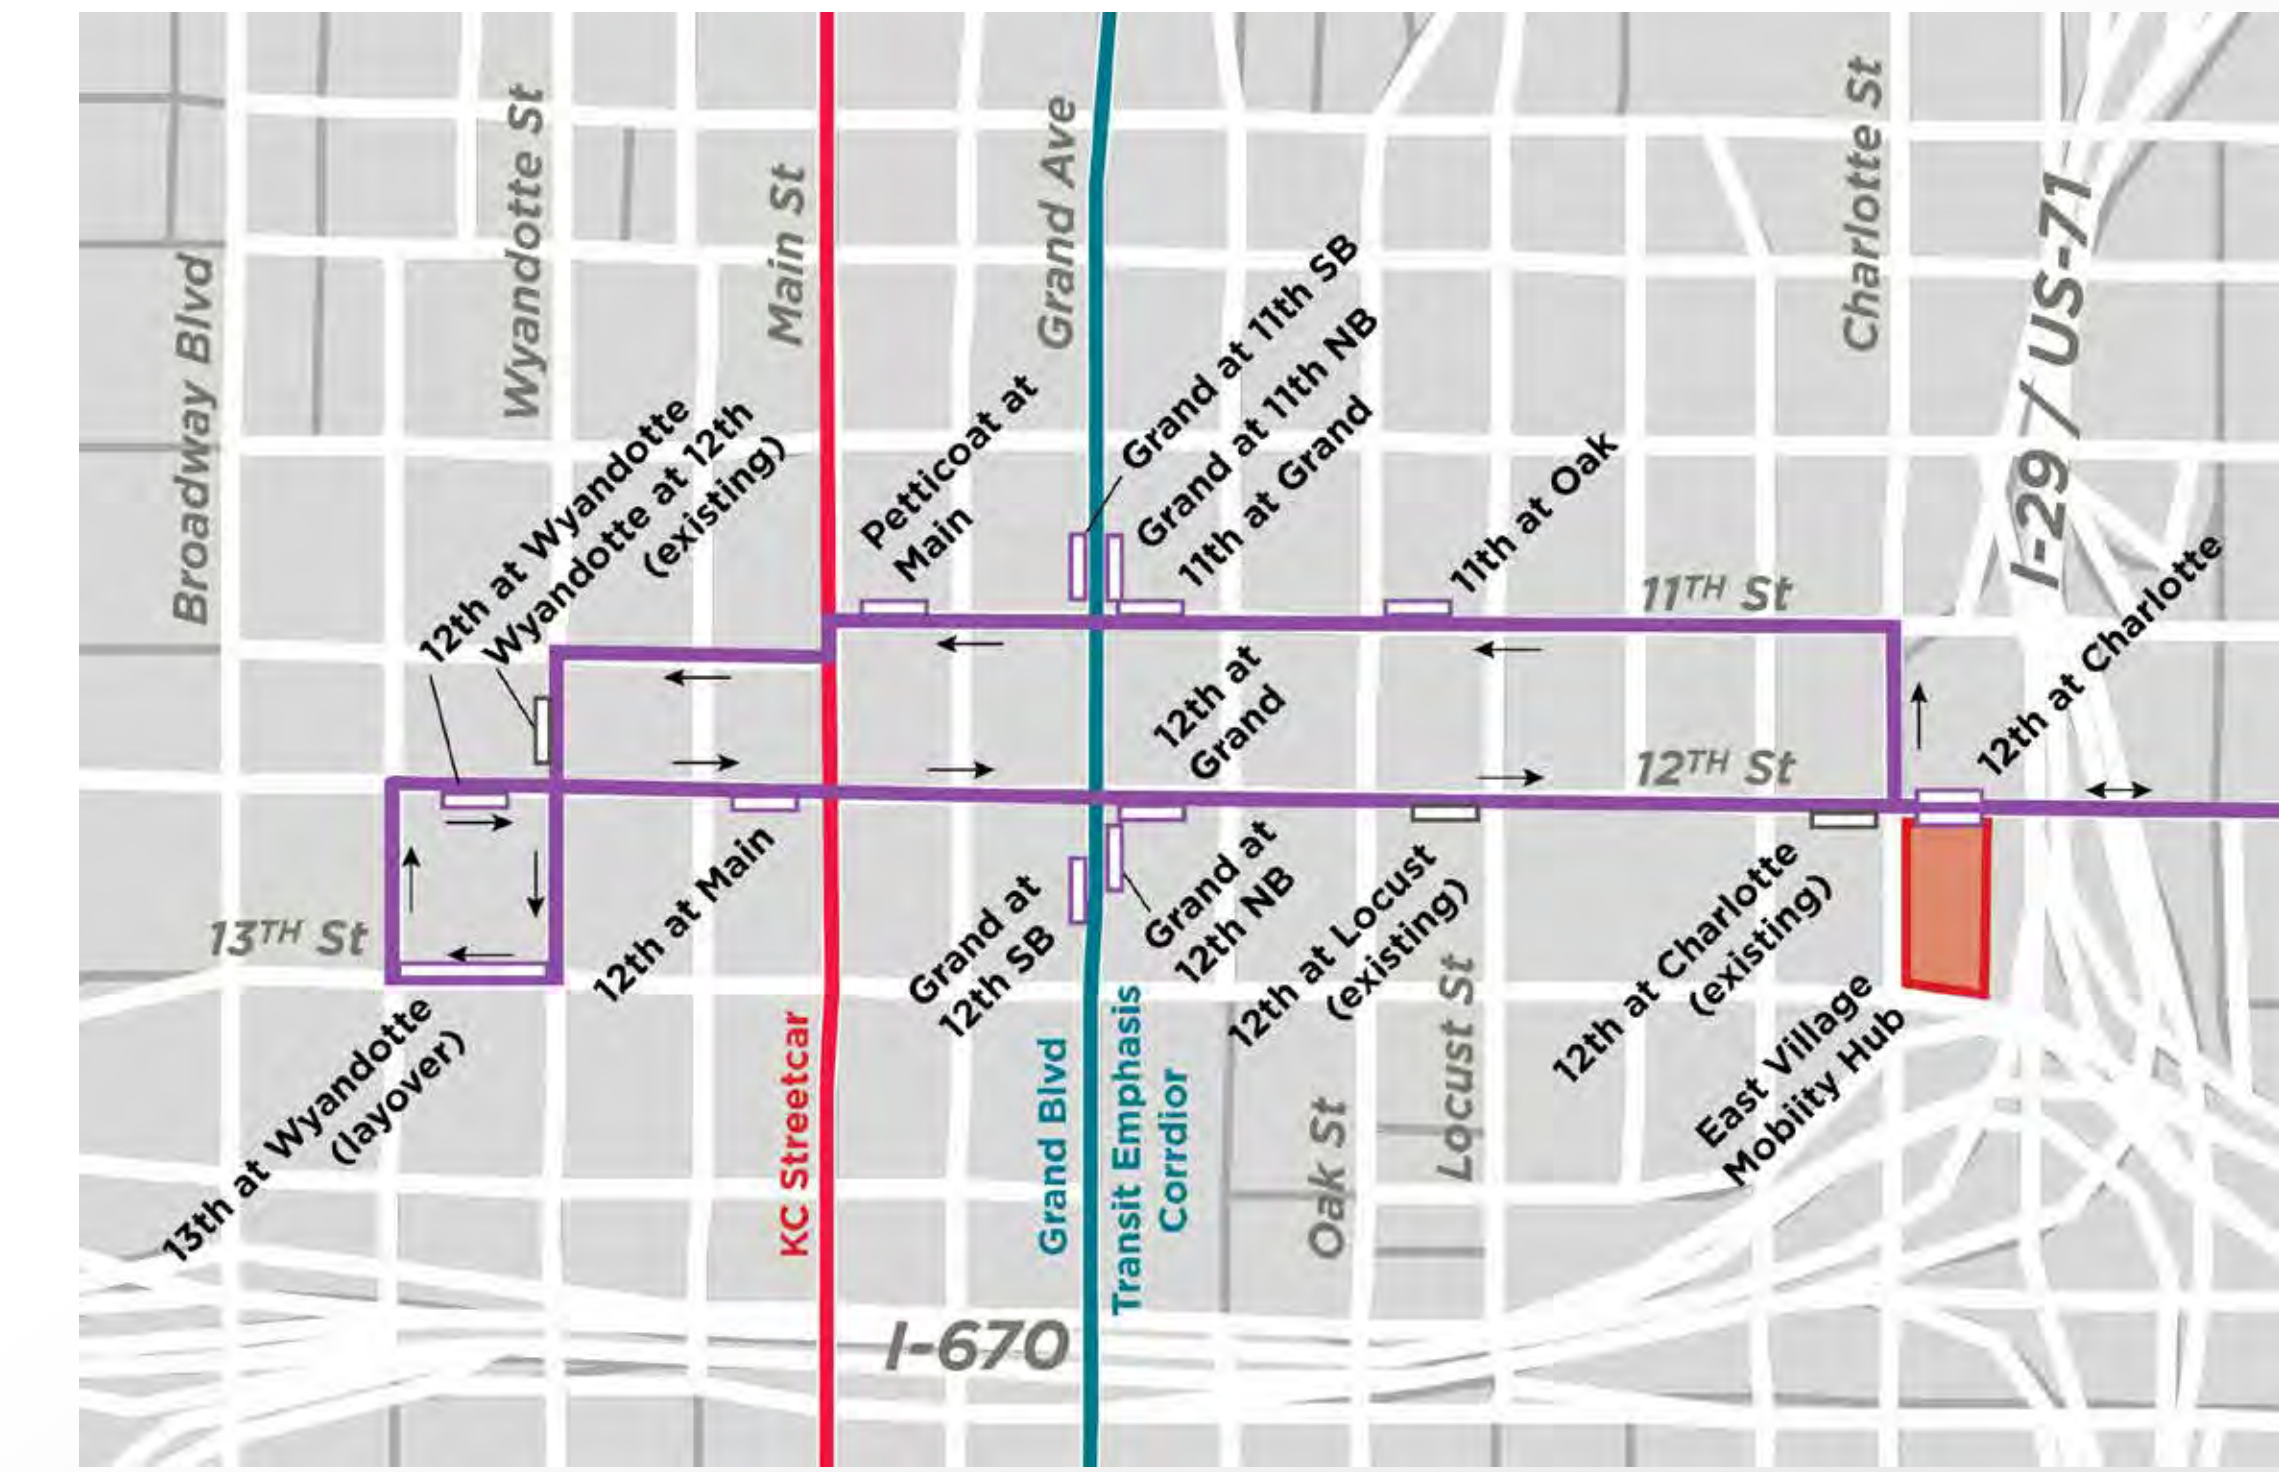 Broadway Blvd
Wyandotte St
Main St
Grand Ave
Charlotte St
I-29 / US-71
12th at Wyandotte
Wyandotte at 12th
(existing)
Petticoat at
Main
Grand at 11th SB
Grand at 11th NB
11th at Grand
11th at Oak
11TH St
12th at Charlotte
12th at
Grand
12TH St
13TH St
13th at Wyandotte
(layover)
12th at Main
KC Streetcar
Grand at
12th SB
Grand Blvd
Transit Emphasis
Corrdior
Grand at
12th NB
12th at Locust
(existing)
Oak St
Locust St
12th at Charlotte
(existing)
East Village
Mobiity Hub
I-670